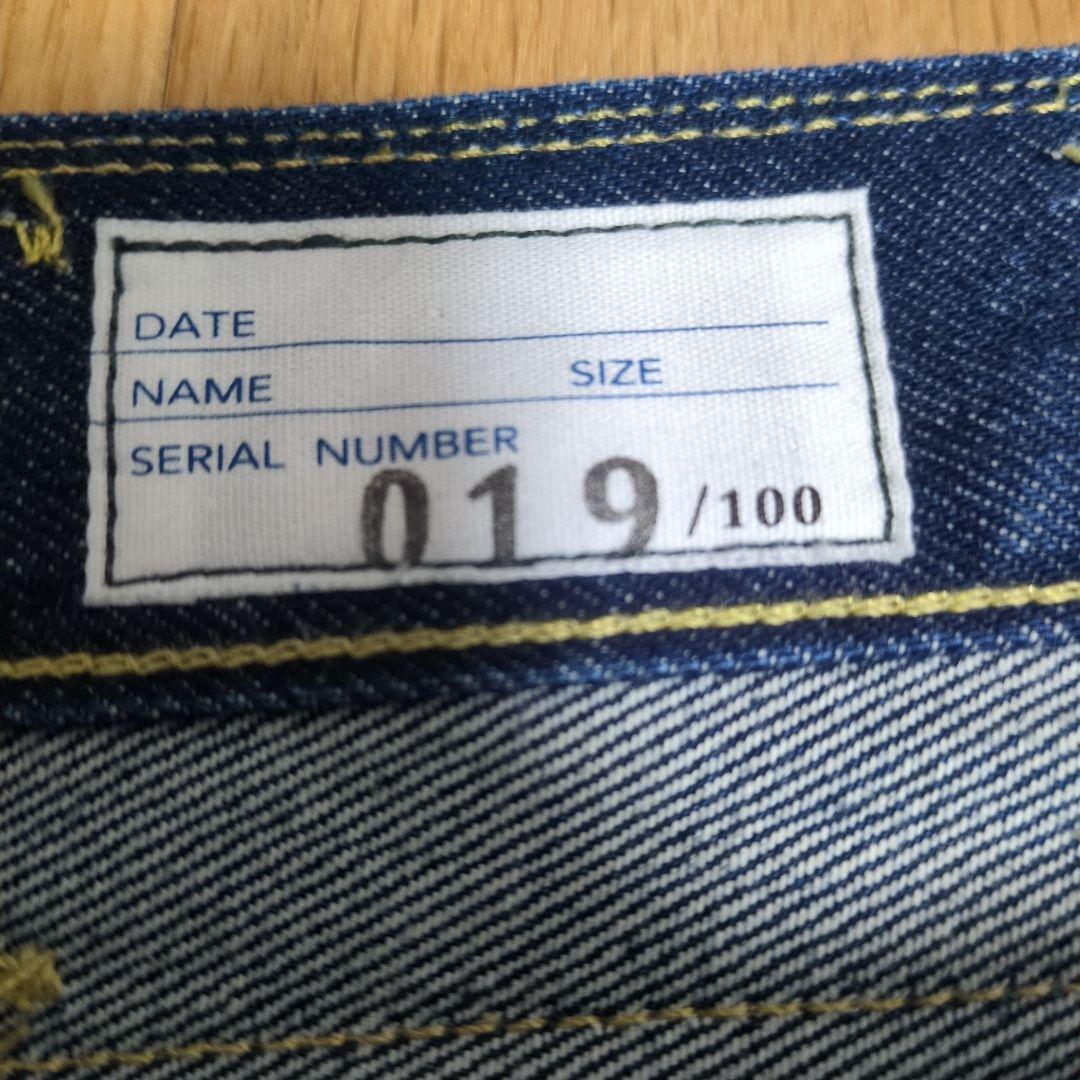 DATE
NAME SIZE
SERIAL NUMBER
019 /100